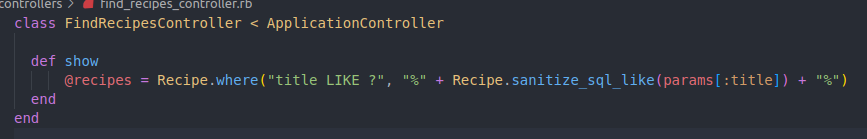 controllers > find_recipes_controller.rb
class FindRecipesController < ApplicationController
def show
@recipes = Recipe.where("title LIKE ?", "%" + Recipe.sanitize_sql_like(params[:title]) + "%")
end
end